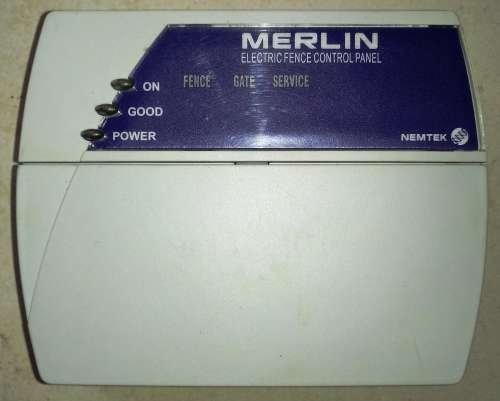 MERLIN
ELECTRIC FENCE CONTROL PANEL
ON FENCE GATE SERVICE
GOOD
POWER NEMTEK